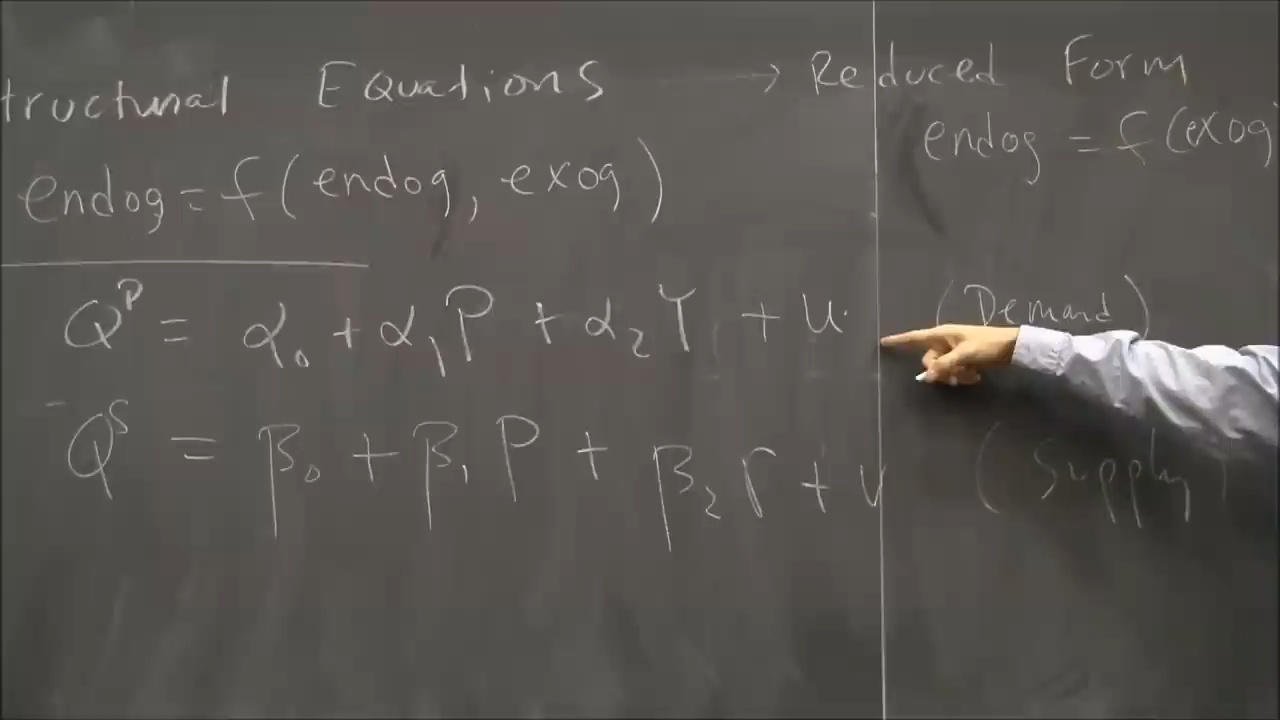 tructural Equations → Reduced Form
endog = f(exog
endog = f(endog, exog)
Q^D = α₀ + α₁P + α₂Y + u (Demand)
Q^S = β₀ + β₁P + β₂r + v (Supply)